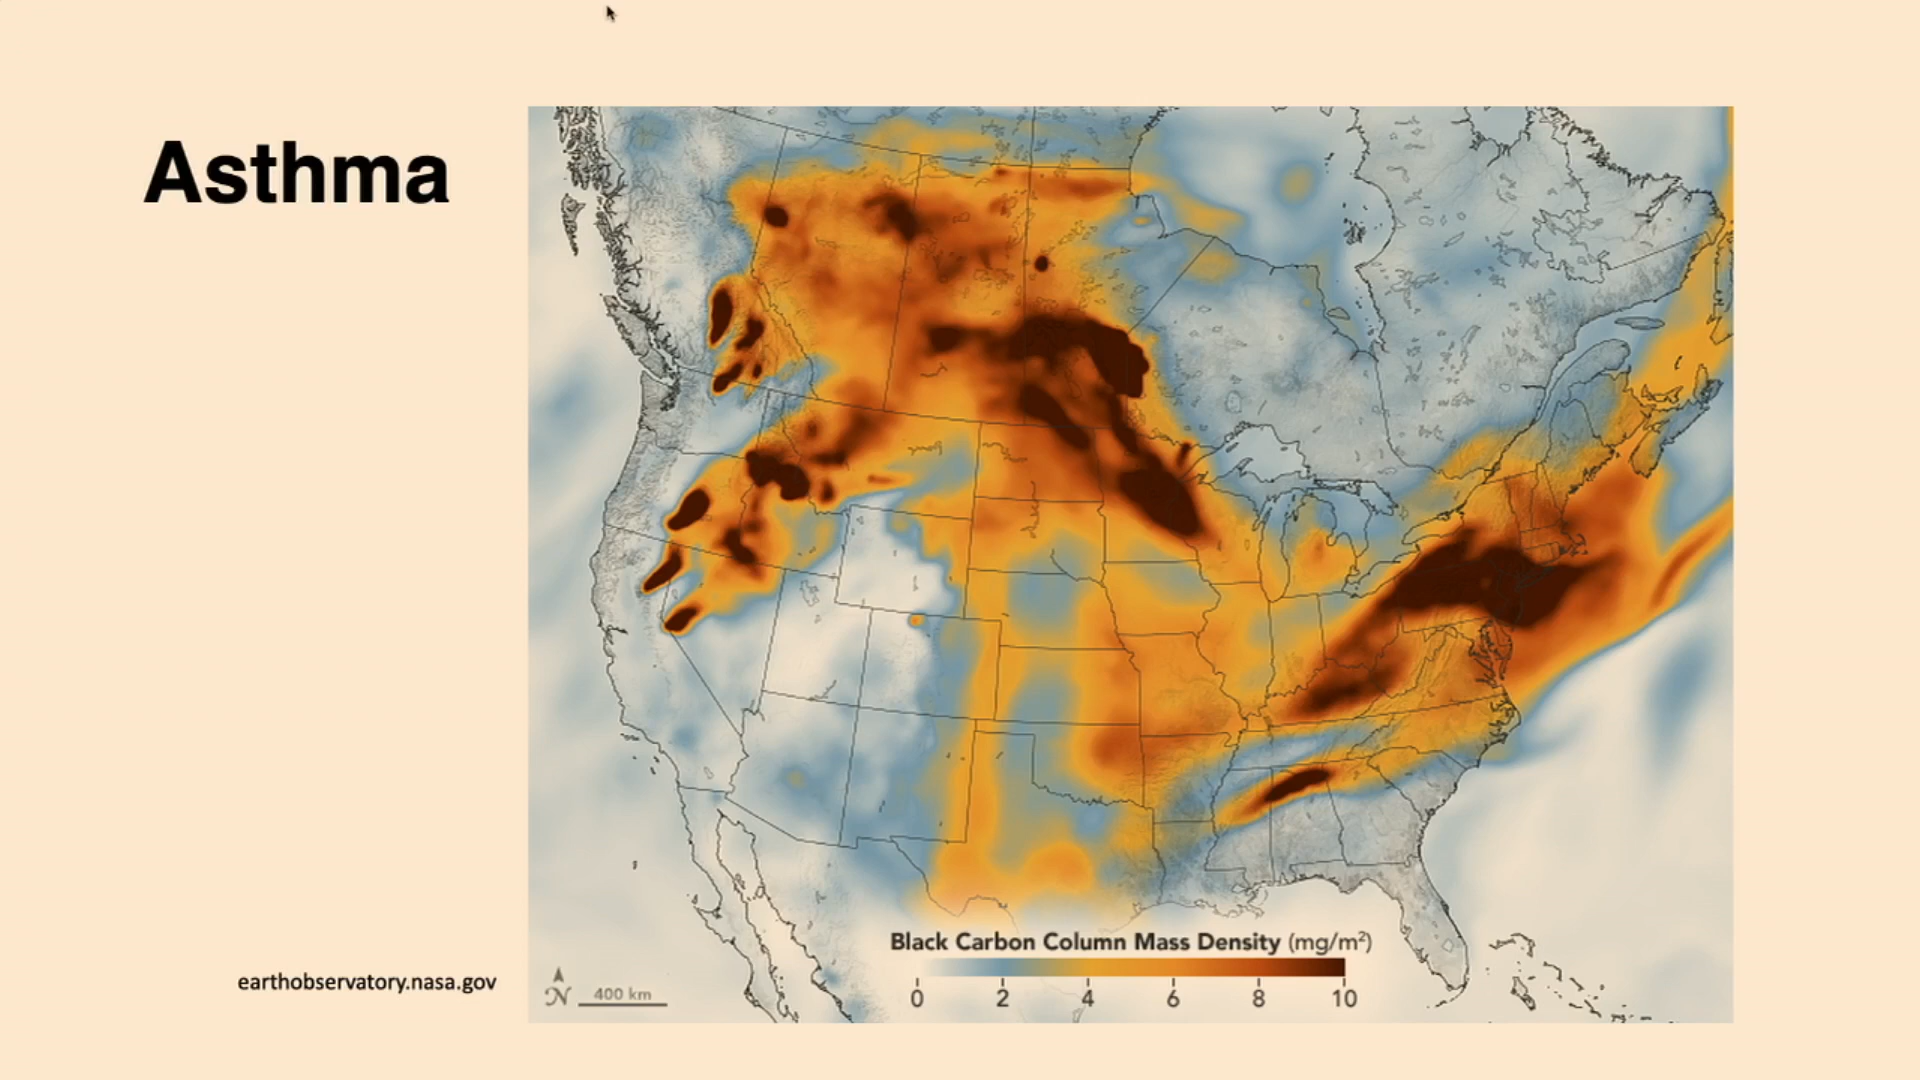 Asthma
Black Carbon Column Mass Density (mg/m²)
0 2 4 6 8 10
N
400 km
earthobservatory.nasa.gov